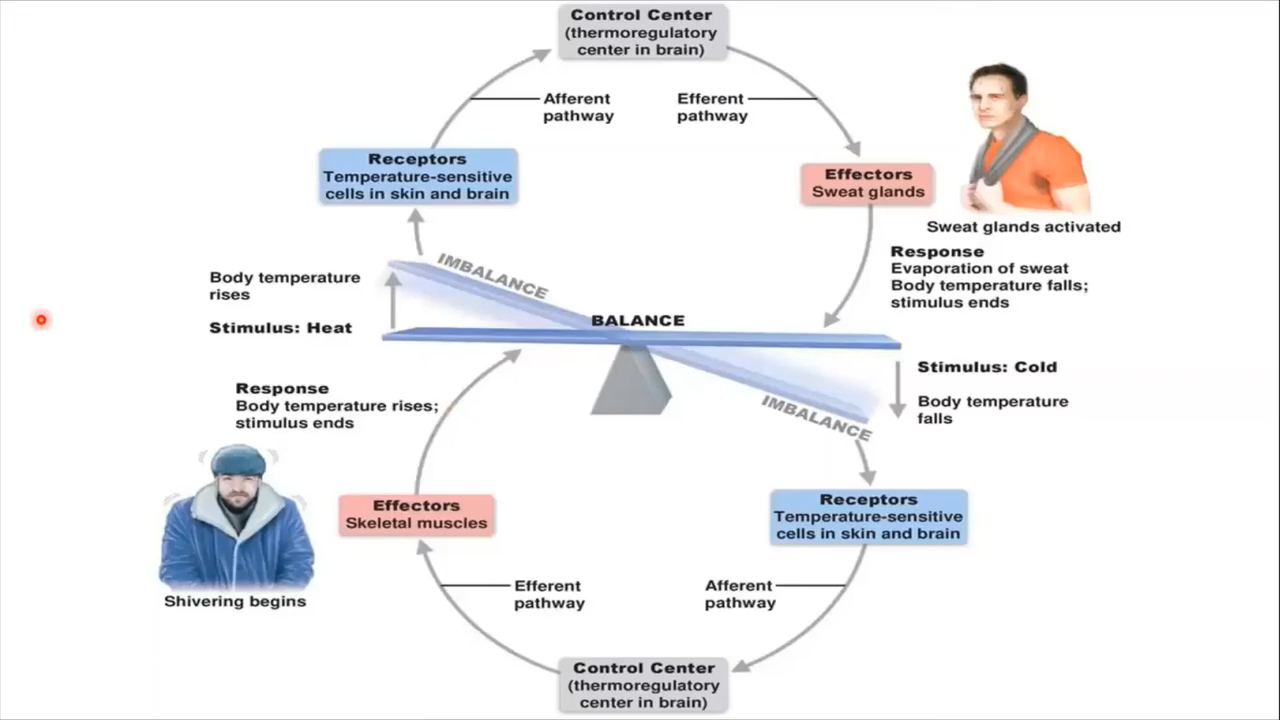 Control Center
(thermoregulatory
center in brain)
Afferent
pathway
Efferent
pathway
Receptors
Temperature-sensitive
cells in skin and brain
Effectors
Sweat glands
Sweat glands activated
Response
Evaporation of sweat
Body temperature falls;
stimulus ends
IMBALANCE
Body temperature
rises
Stimulus: Heat
BALANCE
Stimulus: Cold
Body temperature
falls
Response
Body temperature rises;
stimulus ends
IMBALANCE
Effectors
Skeletal muscles
Receptors
Temperature-sensitive
cells in skin and brain
Shivering begins
Efferent
pathway
Afferent
pathway
Control Center
(thermoregulatory
center in brain)